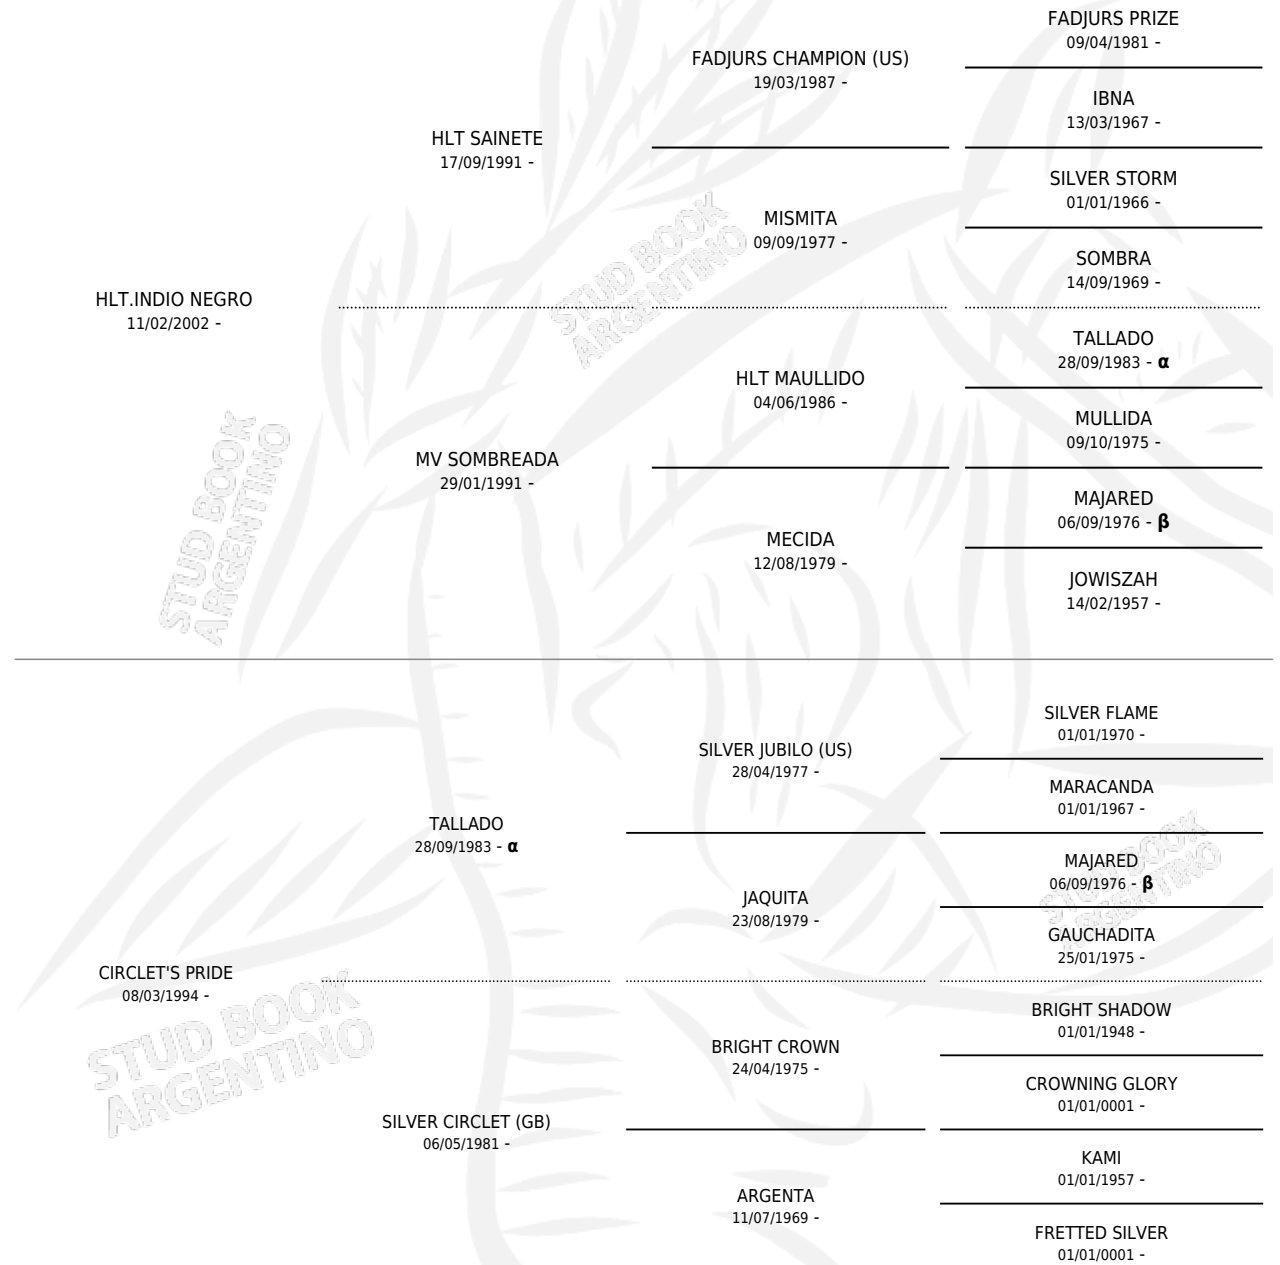 FADJURS PRIZE
09/04/1981 -
FADJURS CHAMPION (US)
19/03/1987 -
IBNA
13/03/1967 -
HLT SAINETE
17/09/1991 -
SILVER STORM
01/01/1966 -
MISMITA
09/09/1977 -
SOMBRA
14/09/1969 -
HLT.INDIO NEGRO
11/02/2002 -
TALLADO
28/09/1983 - α
HLT MAULLIDO
04/06/1986 -
MULLIDA
09/10/1975 -
MV SOMBREADA
29/01/1991 -
MAJARED
06/09/1976 - β
MECIDA
12/08/1979 -
JOWISZAH
14/02/1957 -
STUD BOOK
ARGENTINO
STUD BOOK
ARGENTINO
SILVER FLAME
01/01/1970 -
SILVER JUBILO (US)
28/04/1977 -
MARACANDA
01/01/1967 -
TALLADO
28/09/1983 - α
MAJARED
06/09/1976 - β
JAQUITA
23/08/1979 -
GAUCHADITA
25/01/1975 -
CIRCLET'S PRIDE
08/03/1994 -
BRIGHT SHADOW
01/01/1948 -
BRIGHT CROWN
24/04/1975 -
CROWNING GLORY
01/01/0001 -
SILVER CIRCLET (GB)
06/05/1981 -
KAMI
01/01/1957 -
ARGENTA
11/07/1969 -
FRETTED SILVER
01/01/0001 -
STUD BOOK
ARGENTINO
STUD BOOK
ARGENTINO